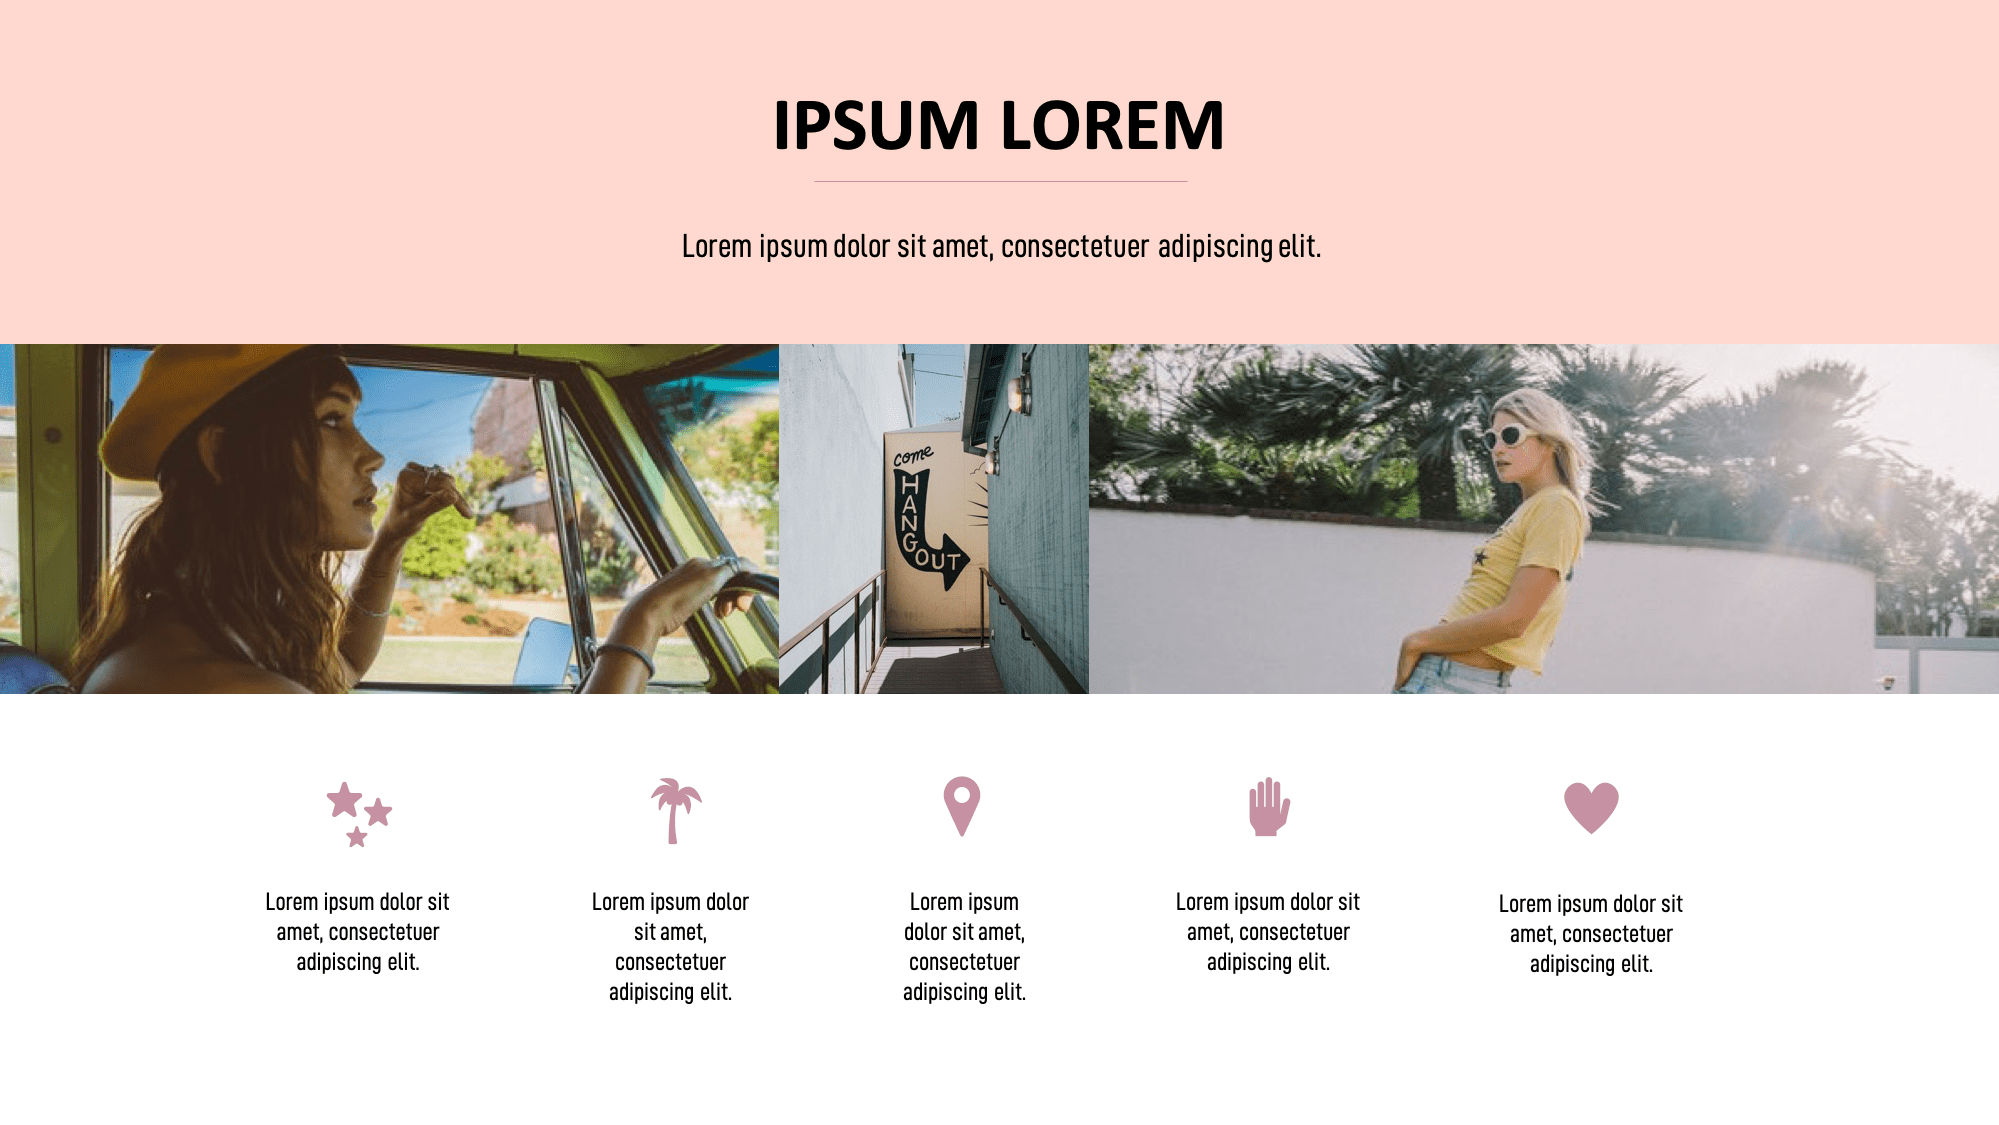 IPSUM LOREM
Lorem ipsum dolor sit amet, consectetuer adipiscing elit.
come
HANGOUT
Lorem ipsum dolor sit
amet, consectetuer
adipiscing elit.
Lorem ipsum dolor
sit amet,
consectetuer
adipiscing elit.
Lorem ipsum
dolor sit amet,
consectetuer
adipiscing elit.
Lorem ipsum dolor sit
amet, consectetuer
adipiscing elit.
Lorem ipsum dolor sit
amet, consectetuer
adipiscing elit.